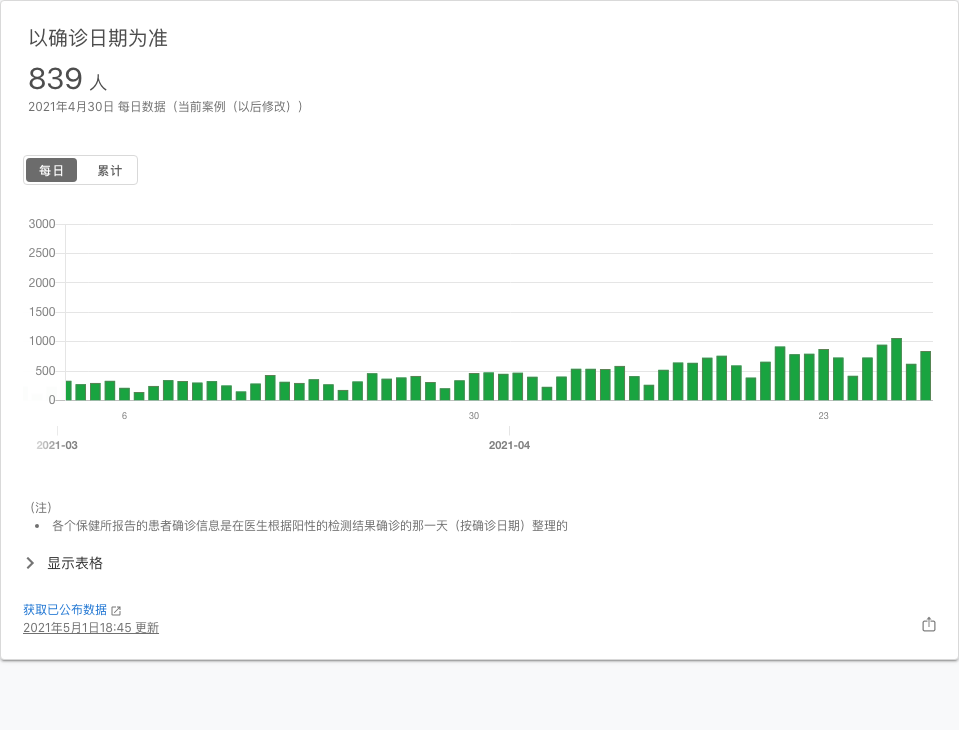 以确诊日期为准
839 人
2021年4月30日 每日数据（当前案例（以后修改））
每日 累计
3000
2500
2000
1500
1000
500
0
6 30 23
2021-03 2021-04
（注）
• 各个保健所报告的患者确诊信息是在医生根据阳性的检测结果确诊的那一天（按确诊日期）整理的
显示表格
获取已公布数据
2021年5月1日18:45 更新